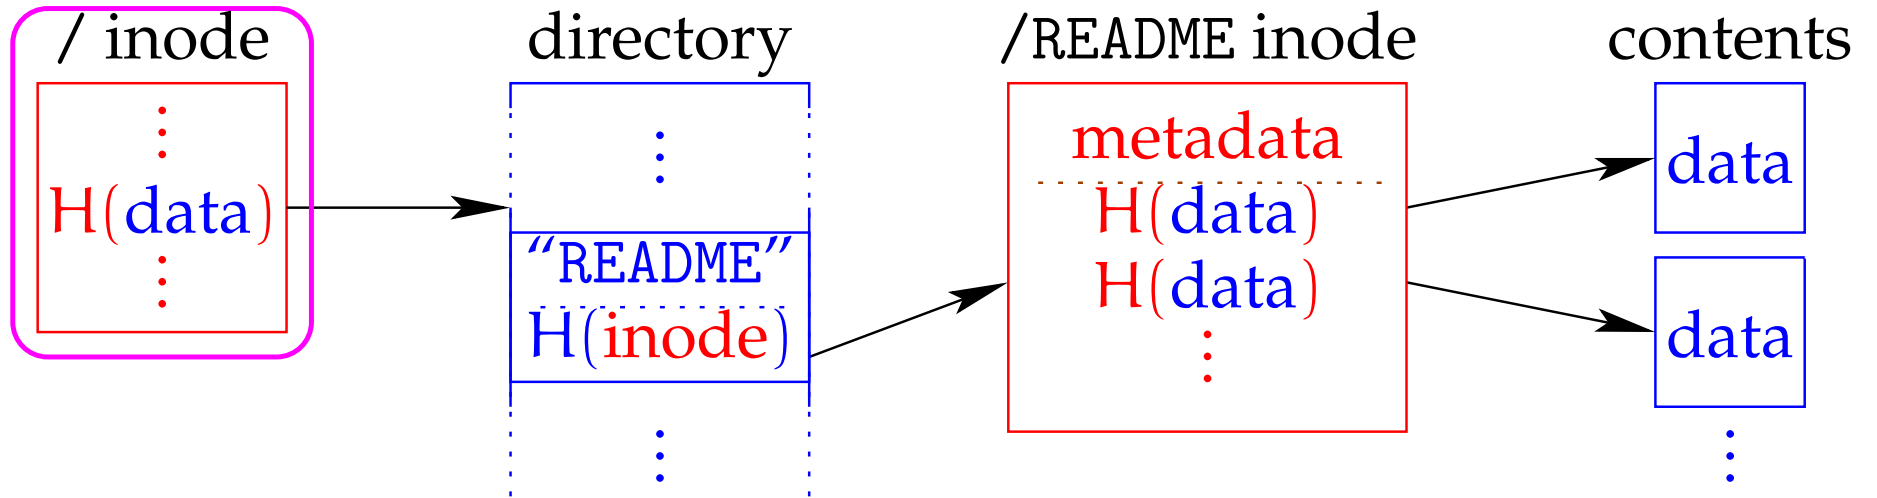 / inode
H(data)
directory
“README”
H(inode)
/README inode
metadata
H(data)
H(data)
contents
data
data